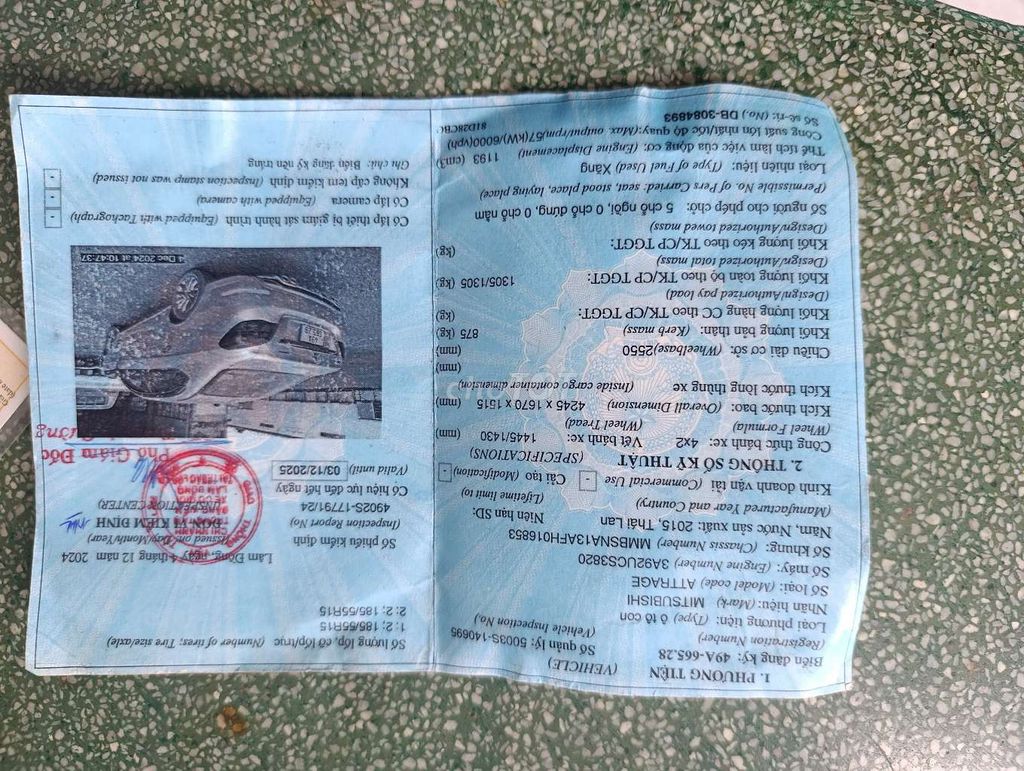 1. PHƯƠNG TIỆN (VEHICLE)
Biển đăng ký: 49A-665.28 Số quản lý: 5003S-140695
(Registration Number) (Vehicle Inspection No.)
Loại phương tiện: (Type) ô tô con
Nhãn hiệu: (Mark) MITSUBISHI
Số loại: (Model code) ATTRAGE
Số máy: (Engine Number) 3A92UCS3820
Số khung: (Chassis Number) MMBSNA13AFH016853
Năm, Nước sản xuất: 2015, Thái Lan Niên hạn SD:
(Manufactured Year and Country) (Lifetime limit to)
Kinh doanh vận tải (Commercial Use) - Cải tạo (Modification) -
2. THÔNG SỐ KỸ THUẬT (SPECIFICATIONS)
Công thức bánh xe: 4x2 Vết bánh xe: 1445/1430 (mm)
(Wheel Formula) (Wheel Tread)
Kích thước bao: (Overall Dimension) 4245 x 1670 x 1515 (mm)
Kích thước lòng thùng xe (Inside cargo container dimension)
(mm)
Chiều dài cơ sở: (Wheelbase)2550 (mm)
Khối lượng bản thân: (Kerb mass) 875 (kg)
Khối lượng hàng CC theo TK/CP TGGT: (kg)
(Design/Authorized pay load)
Khối lượng toàn bộ theo TK/CP TGGT: 1305/1305 (kg)
(Design/Authorized total mass)
Khối lượng kéo theo TK/CP TGGT: (kg)
(Design/Authorized towed mass)
Số người cho phép chở: 5 chỗ ngồi, 0 chỗ đứng, 0 chỗ nằm
(Permissible No. of Pers Carried: seat, stood place, laying place)
Loại nhiên liệu: (Type of Fuel Used) Xăng
Thể tích làm việc của động cơ: (Engine Displacement) 1193 (cm3)
Công suất lớn nhất/tốc độ quay:(Max. output/rpm)57(kW)/6000(vph)
Số sê-ri: (No.) DB-3084893 81D28CBC
Số lượng lốp, cỡ lốp/trục (Number of tires; Tire size/axle)
1: 2: 185/55R15
2: 2: 185/55R15
Lâm Đồng, ngày 4 tháng 12 năm 2024
(Issued on: Day/Month/Year)
Số phiếu kiểm định ĐƠN VỊ KIỂM ĐỊNH
(Inspection Report No) (INSPECTION CENTER)
4902S-17791/24
Có hiệu lực đến hết ngày
(Valid until) 03/12/2025
Phó Giám Đốc
4 Dec 2024 at 10:47:37
Có lắp thiết bị giám sát hành trình (Equipped with Tachograph) -
Có lắp camera (Equipped with camera) -
Không cấp tem kiểm định (Inspection stamp was not issued) -
Ghi chú: Biển đăng ký nền trắng